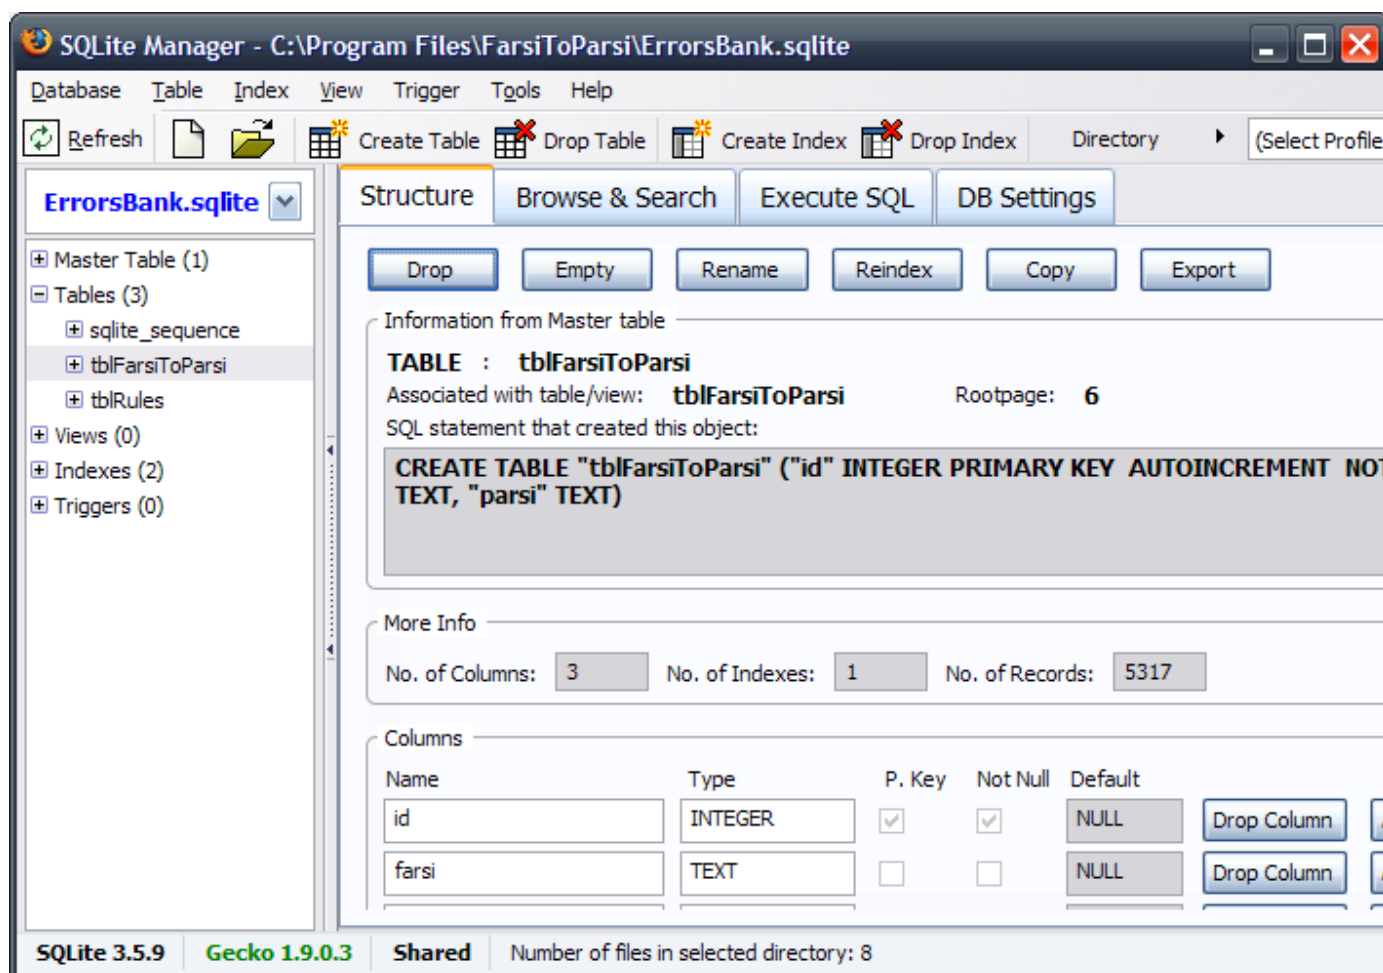 SQLite Manager - C:\Program Files\FarsiToParsi\ErrorsBank.sqlite
Database Table Index View Trigger Tools Help
Refresh Create Table Drop Table Create Index Drop Index Directory (Select Profile
ErrorsBank.sqlite
Master Table (1)
Tables (3)
sqlite_sequence
tblFarsiToParsi
tblRules
Views (0)
Indexes (2)
Triggers (0)
Structure Browse & Search Execute SQL DB Settings
Drop Empty Rename Reindex Copy Export
Information from Master table
TABLE : tblFarsiToParsi
Associated with table/view: tblFarsiToParsi Rootpage: 6
SQL statement that created this object:
CREATE TABLE "tblFarsiToParsi" ("id" INTEGER PRIMARY KEY AUTOINCREMENT NOT
TEXT, "parsi" TEXT)
More Info
No. of Columns: 3 No. of Indexes: 1 No. of Records: 5317
Columns
Name Type P. Key Not Null Default
id INTEGER NULL Drop Column
farsi TEXT NULL Drop Column
SQLite 3.5.9 Gecko 1.9.0.3 Shared Number of files in selected directory: 8